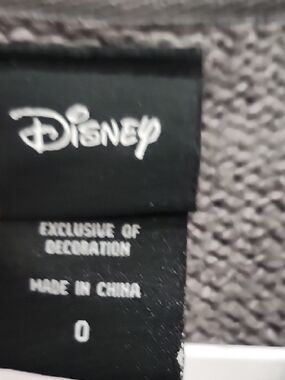 Disney
EXCLUSIVE OF
DECORATION
MADE IN CHINA
0